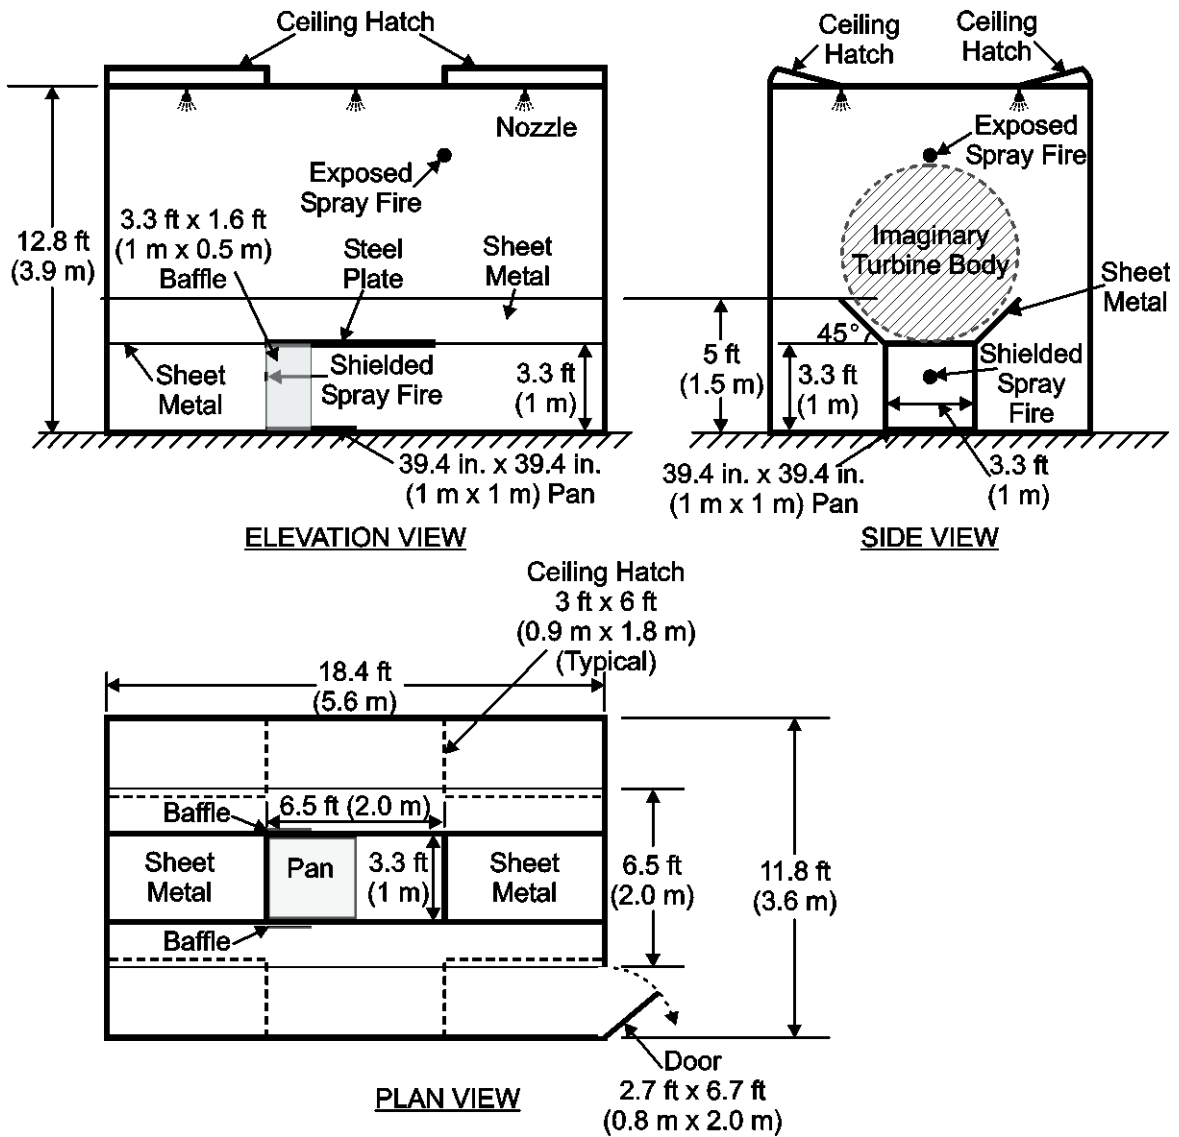 Ceiling Hatch
Nozzle
Exposed
Spray Fire
3.3 ft x 1.6 ft
(1 m x 0.5 m)
Baffle
Steel
Plate
Sheet
Metal
12.8 ft
(3.9 m)
Sheet
Metal
Shielded
Spray Fire
3.3 ft
(1 m)
39.4 in. x 39.4 in.
(1 m x 1 m) Pan
ELEVATION VIEW
Ceiling
Hatch
Ceiling
Hatch
Exposed
Spray Fire
Imaginary
Turbine Body
Sheet
Metal
45°
5 ft
(1.5 m)
3.3 ft
(1 m)
Shielded
Spray
Fire
39.4 in. x 39.4 in.
(1 m x 1 m) Pan
3.3 ft
(1 m)
SIDE VIEW
Ceiling Hatch
3 ft x 6 ft
(0.9 m x 1.8 m)
(Typical)
18.4 ft
(5.6 m)
Baffle
6.5 ft (2.0 m)
Sheet
Metal
Pan
3.3 ft
(1 m)
Sheet
Metal
6.5 ft
(2.0 m)
11.8 ft
(3.6 m)
Baffle
Door
2.7 ft x 6.7 ft
(0.8 m x 2.0 m)
PLAN VIEW